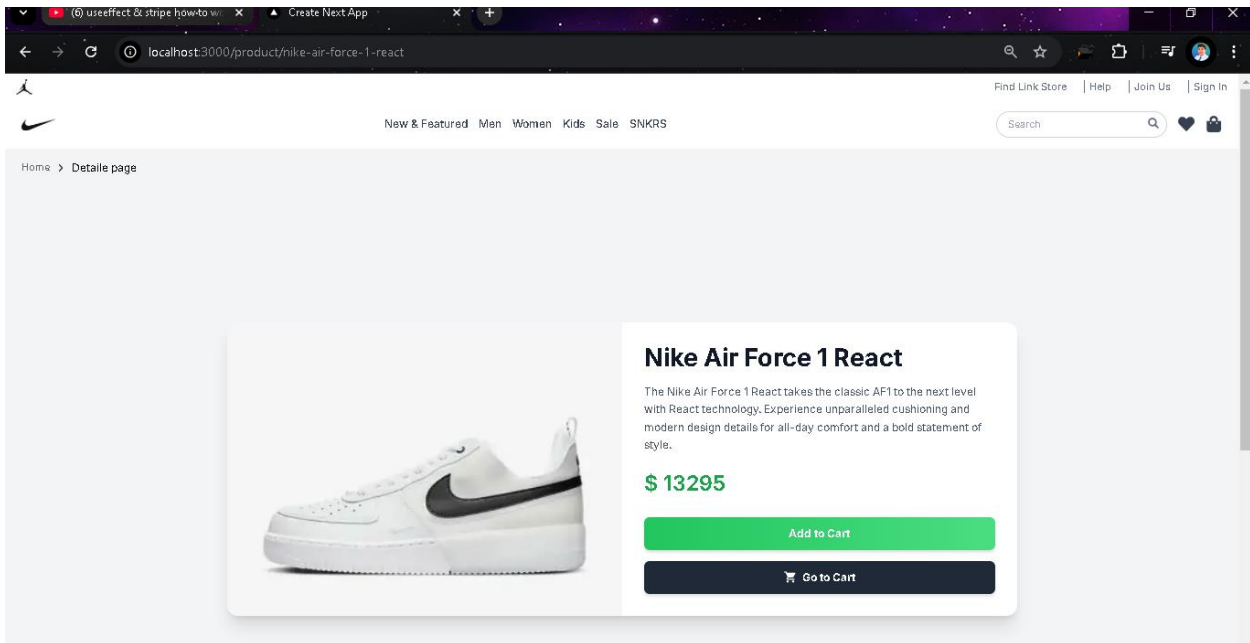 (6) useeffect & stripe how-to w
Create Next App
localhost:3000/product/nike-air-force-1-react
Find Link Store | Help | Join Us | Sign In
New & Featured Men Women Kids Sale SNKRS
Search
Home > Detaile page
Nike Air Force 1 React
The Nike Air Force 1 React takes the classic AF1 to the next level
with React technology. Experience unparalleled cushioning and
modern design details for all-day comfort and a bold statement of
style.
$ 13295
Add to Cart
Go to Cart